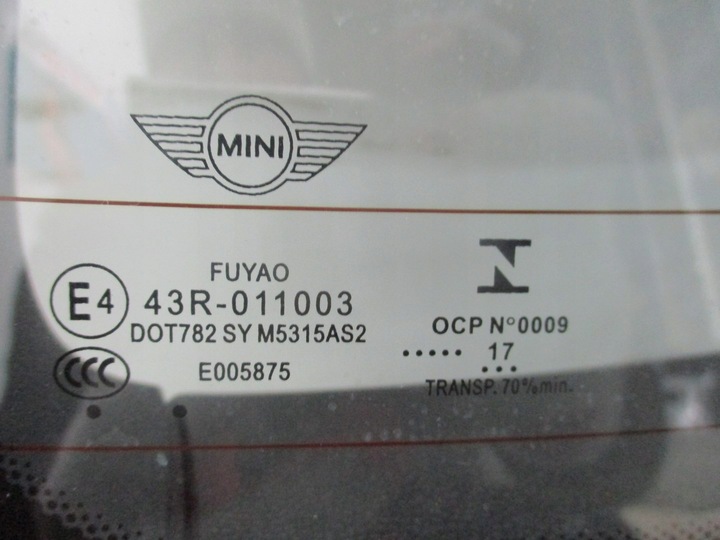 MINI
FUYAO
E4 43R-011003
DOT782 SY M5315AS2
CCC E005875
N
OCP N°0009
..... 17
...
TRANSP. 70% min.